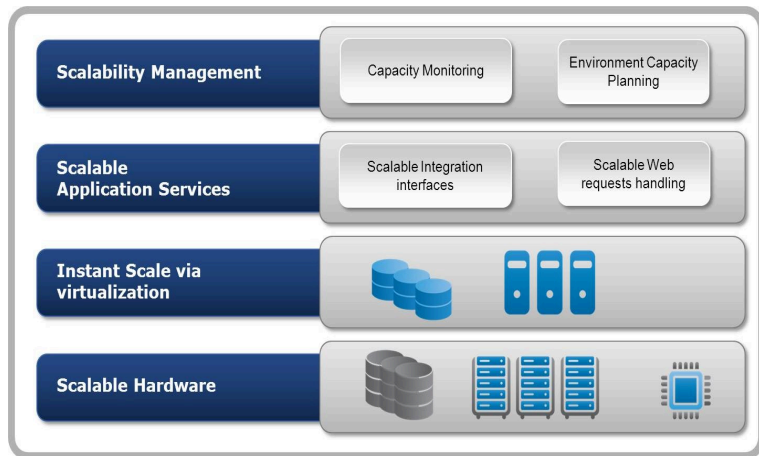 Scalability Management
Capacity Monitoring
Environment Capacity
Planning
Scalable
Application Services
Scalable Integration
interfaces
Scalable Web
requests handling
Instant Scale via
virtualization
Scalable Hardware